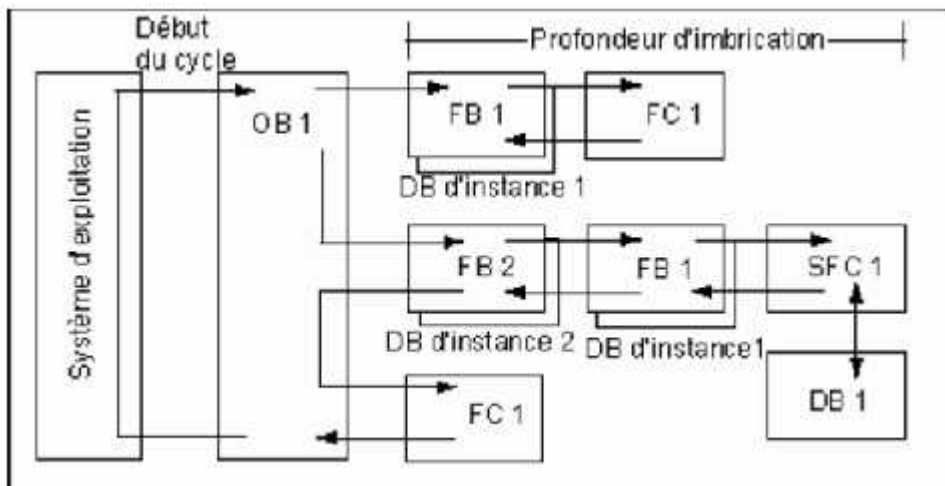 Début
du cycle
Profondeur d'imbrication
Système d'exploitation
OB 1
FB 1
FC 1
DB d'instance 1
FB 2
FB 1
SFC 1
DB d'instance 2
DB d'instance1
FC 1
DB 1